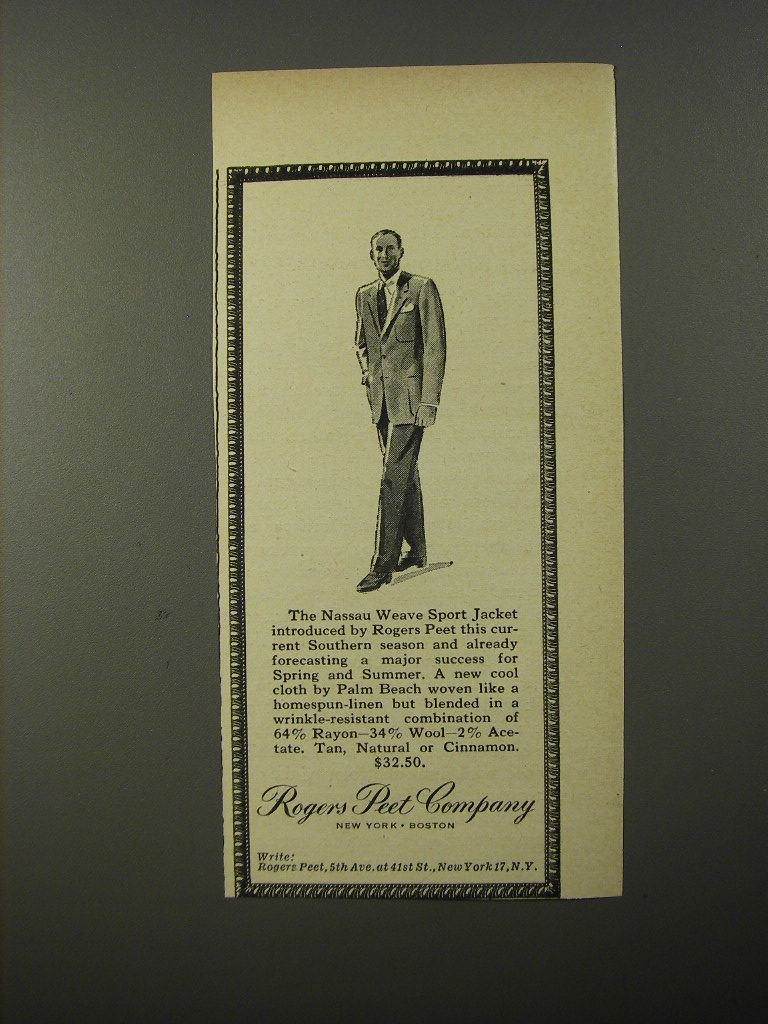 The Nassau Weave Sport Jacket
introduced by Rogers Peet this cur-
rent Southern season and already
forecasting a major success for
Spring and Summer. A new cool
cloth by Palm Beach woven like a
homespun-linen but blended in a
wrinkle-resistant combination of
64% Rayon—34% Wool—2% Ace-
tate. Tan, Natural or Cinnamon.
$32.50.
Rogers Peet Company
NEW YORK • BOSTON
Write:
Rogers Peet, 5th Ave. at 41st St., New York 17, N.Y.